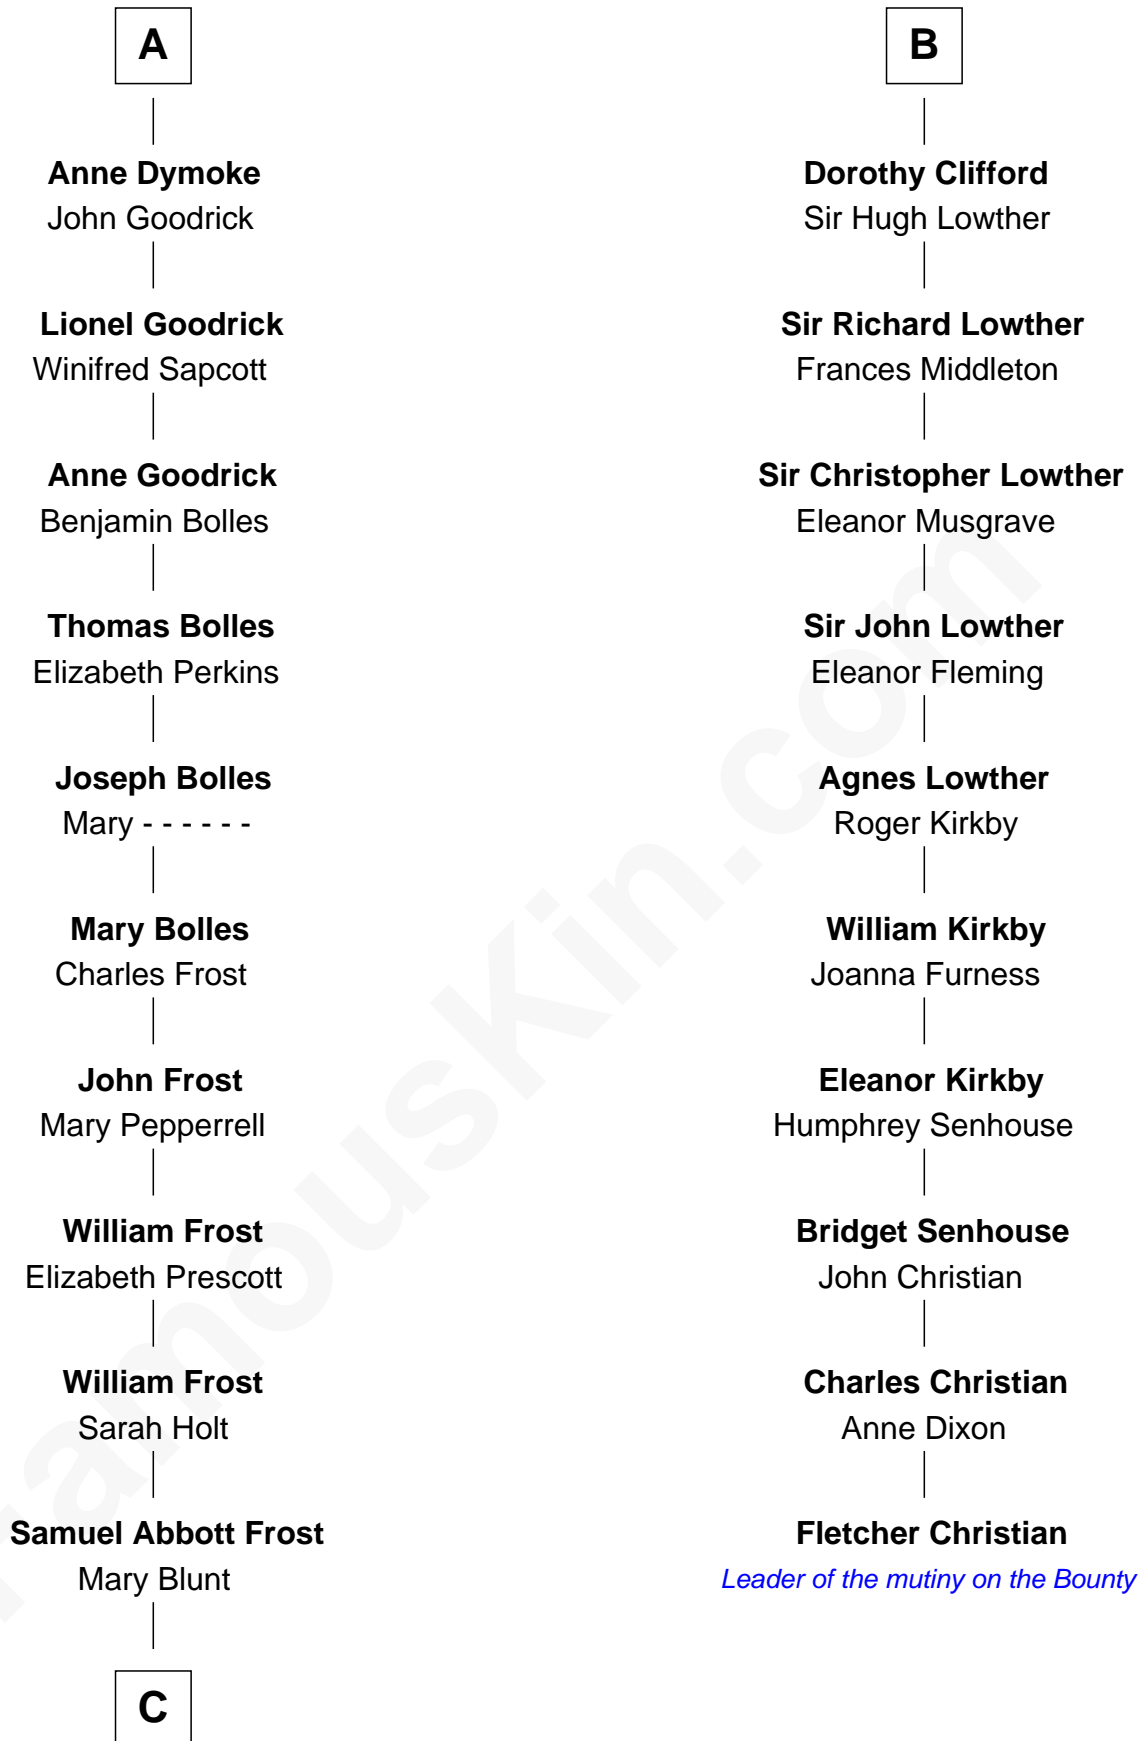 A
Anne Dymoke
John Goodrick
Lionel Goodrick
Winifred Sapcott
Anne Goodrick
Benjamin Bolles
Thomas Bolles
Elizabeth Perkins
Joseph Bolles
Mary - - - - - -
Mary Bolles
Charles Frost
John Frost
Mary Pepperrell
William Frost
Elizabeth Prescott
William Frost
Sarah Holt
Samuel Abbott Frost
Mary Blunt
C
B
Dorothy Clifford
Sir Hugh Lowther
Sir Richard Lowther
Frances Middleton
Sir Christopher Lowther
Eleanor Musgrave
Sir John Lowther
Eleanor Fleming
Agnes Lowther
Roger Kirkby
William Kirkby
Joanna Furness
Eleanor Kirkby
Humphrey Senhouse
Bridget Senhouse
John Christian
Charles Christian
Anne Dixon
Fletcher Christian
Leader of the mutiny on the Bounty
FamousKin.com